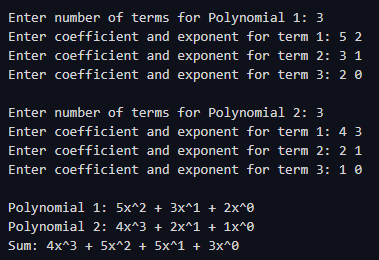 Enter number of terms for Polynomial 1: 3
Enter coefficient and exponent for term 1: 5 2
Enter coefficient and exponent for term 2: 3 1
Enter coefficient and exponent for term 3: 2 0
Enter number of terms for Polynomial 2: 3
Enter coefficient and exponent for term 1: 4 3
Enter coefficient and exponent for term 2: 2 1
Enter coefficient and exponent for term 3: 1 0
Polynomial 1: 5x^2 + 3x^1 + 2x^0
Polynomial 2: 4x^3 + 2x^1 + 1x^0
Sum: 4x^3 + 5x^2 + 5x^1 + 3x^0